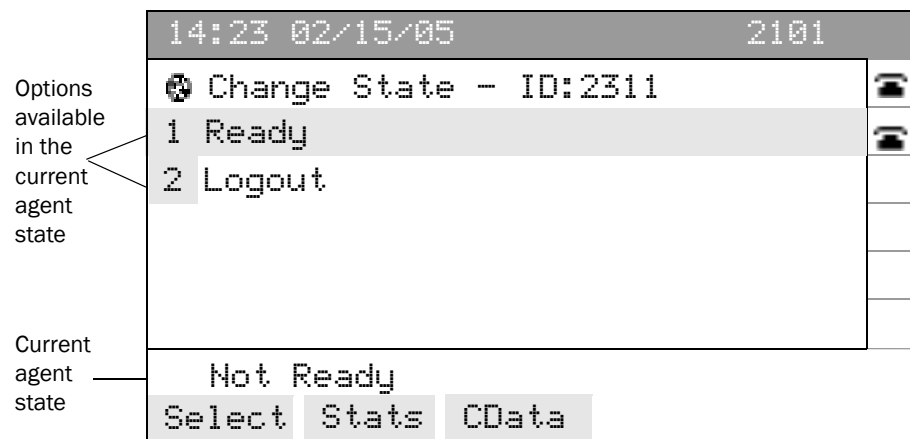 14:23 02/15/05 2101
Options
available
in the
current
agent
state
Change State - ID:2311
1 Ready
2 Logout
Current
agent
state
Not Ready
Select Stats CData